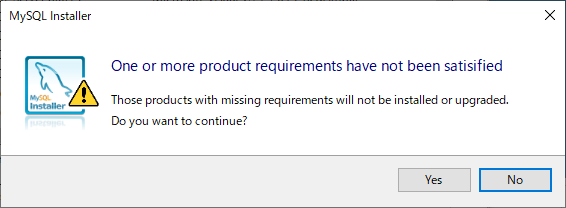 MySQL Installer
One or more product requirements have not been satisified
MySQL
Installer
Those products with missing requirements will not be installed or upgraded.
Do you want to continue?
Yes
No